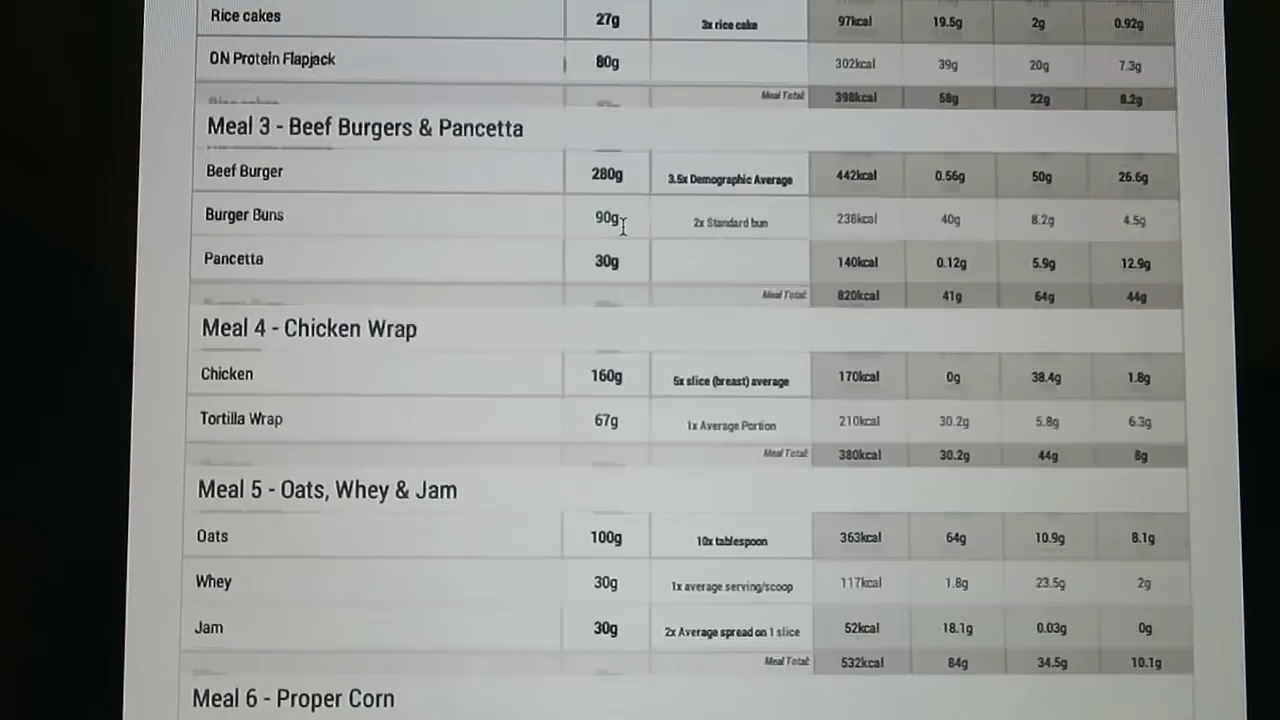 Rice cakes 27g 3x rice cake 97kcal 19.5g 2g 0.92g
ON Protein Flapjack 80g 302kcal 39g 20g 7.3g
Meal Total: 398kcal 58g 22g 8.2g
Meal 3 - Beef Burgers & Pancetta
Beef Burger 280g 3.5x Demographic Average 442kcal 0.56g 50g 26.6g
Burger Buns 90g 2x Standard bun 238kcal 40g 8.2g 4.5g
Pancetta 30g 140kcal 0.12g 5.9g 12.9g
Meal Total: 820kcal 41g 64g 44g
Meal 4 - Chicken Wrap
Chicken 160g 5x slice (breast) average 170kcal 0g 38.4g 1.8g
Tortilla Wrap 67g 1x Average Portion 210kcal 30.2g 5.8g 6.3g
Meal Total: 380kcal 30.2g 44g 8g
Meal 5 - Oats, Whey & Jam
Oats 100g 10x tablespoon 363kcal 64g 10.9g 8.1g
Whey 30g 1x average serving/scoop 117kcal 1.8g 23.5g 2g
Jam 30g 2x Average spread on 1 slice 52kcal 18.1g 0.03g 0g
Meal Total: 532kcal 84g 34.5g 10.1g
Meal 6 - Proper Corn